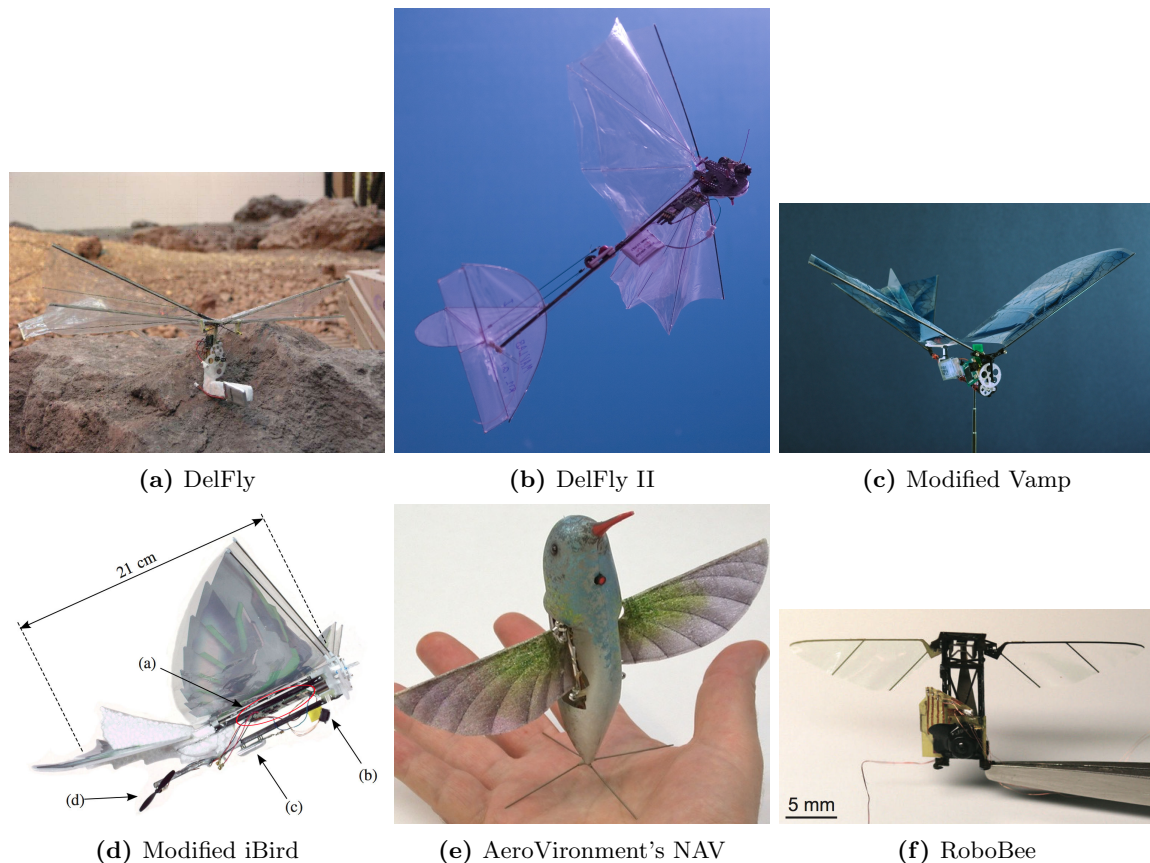 (a) DelFly
(b) DelFly II
(c) Modified Vamp
21 cm
(a)
(b)
(c)
(d)
(d) Modified iBird
(e) AeroVironment's NAV
5 mm
(f) RoboBee